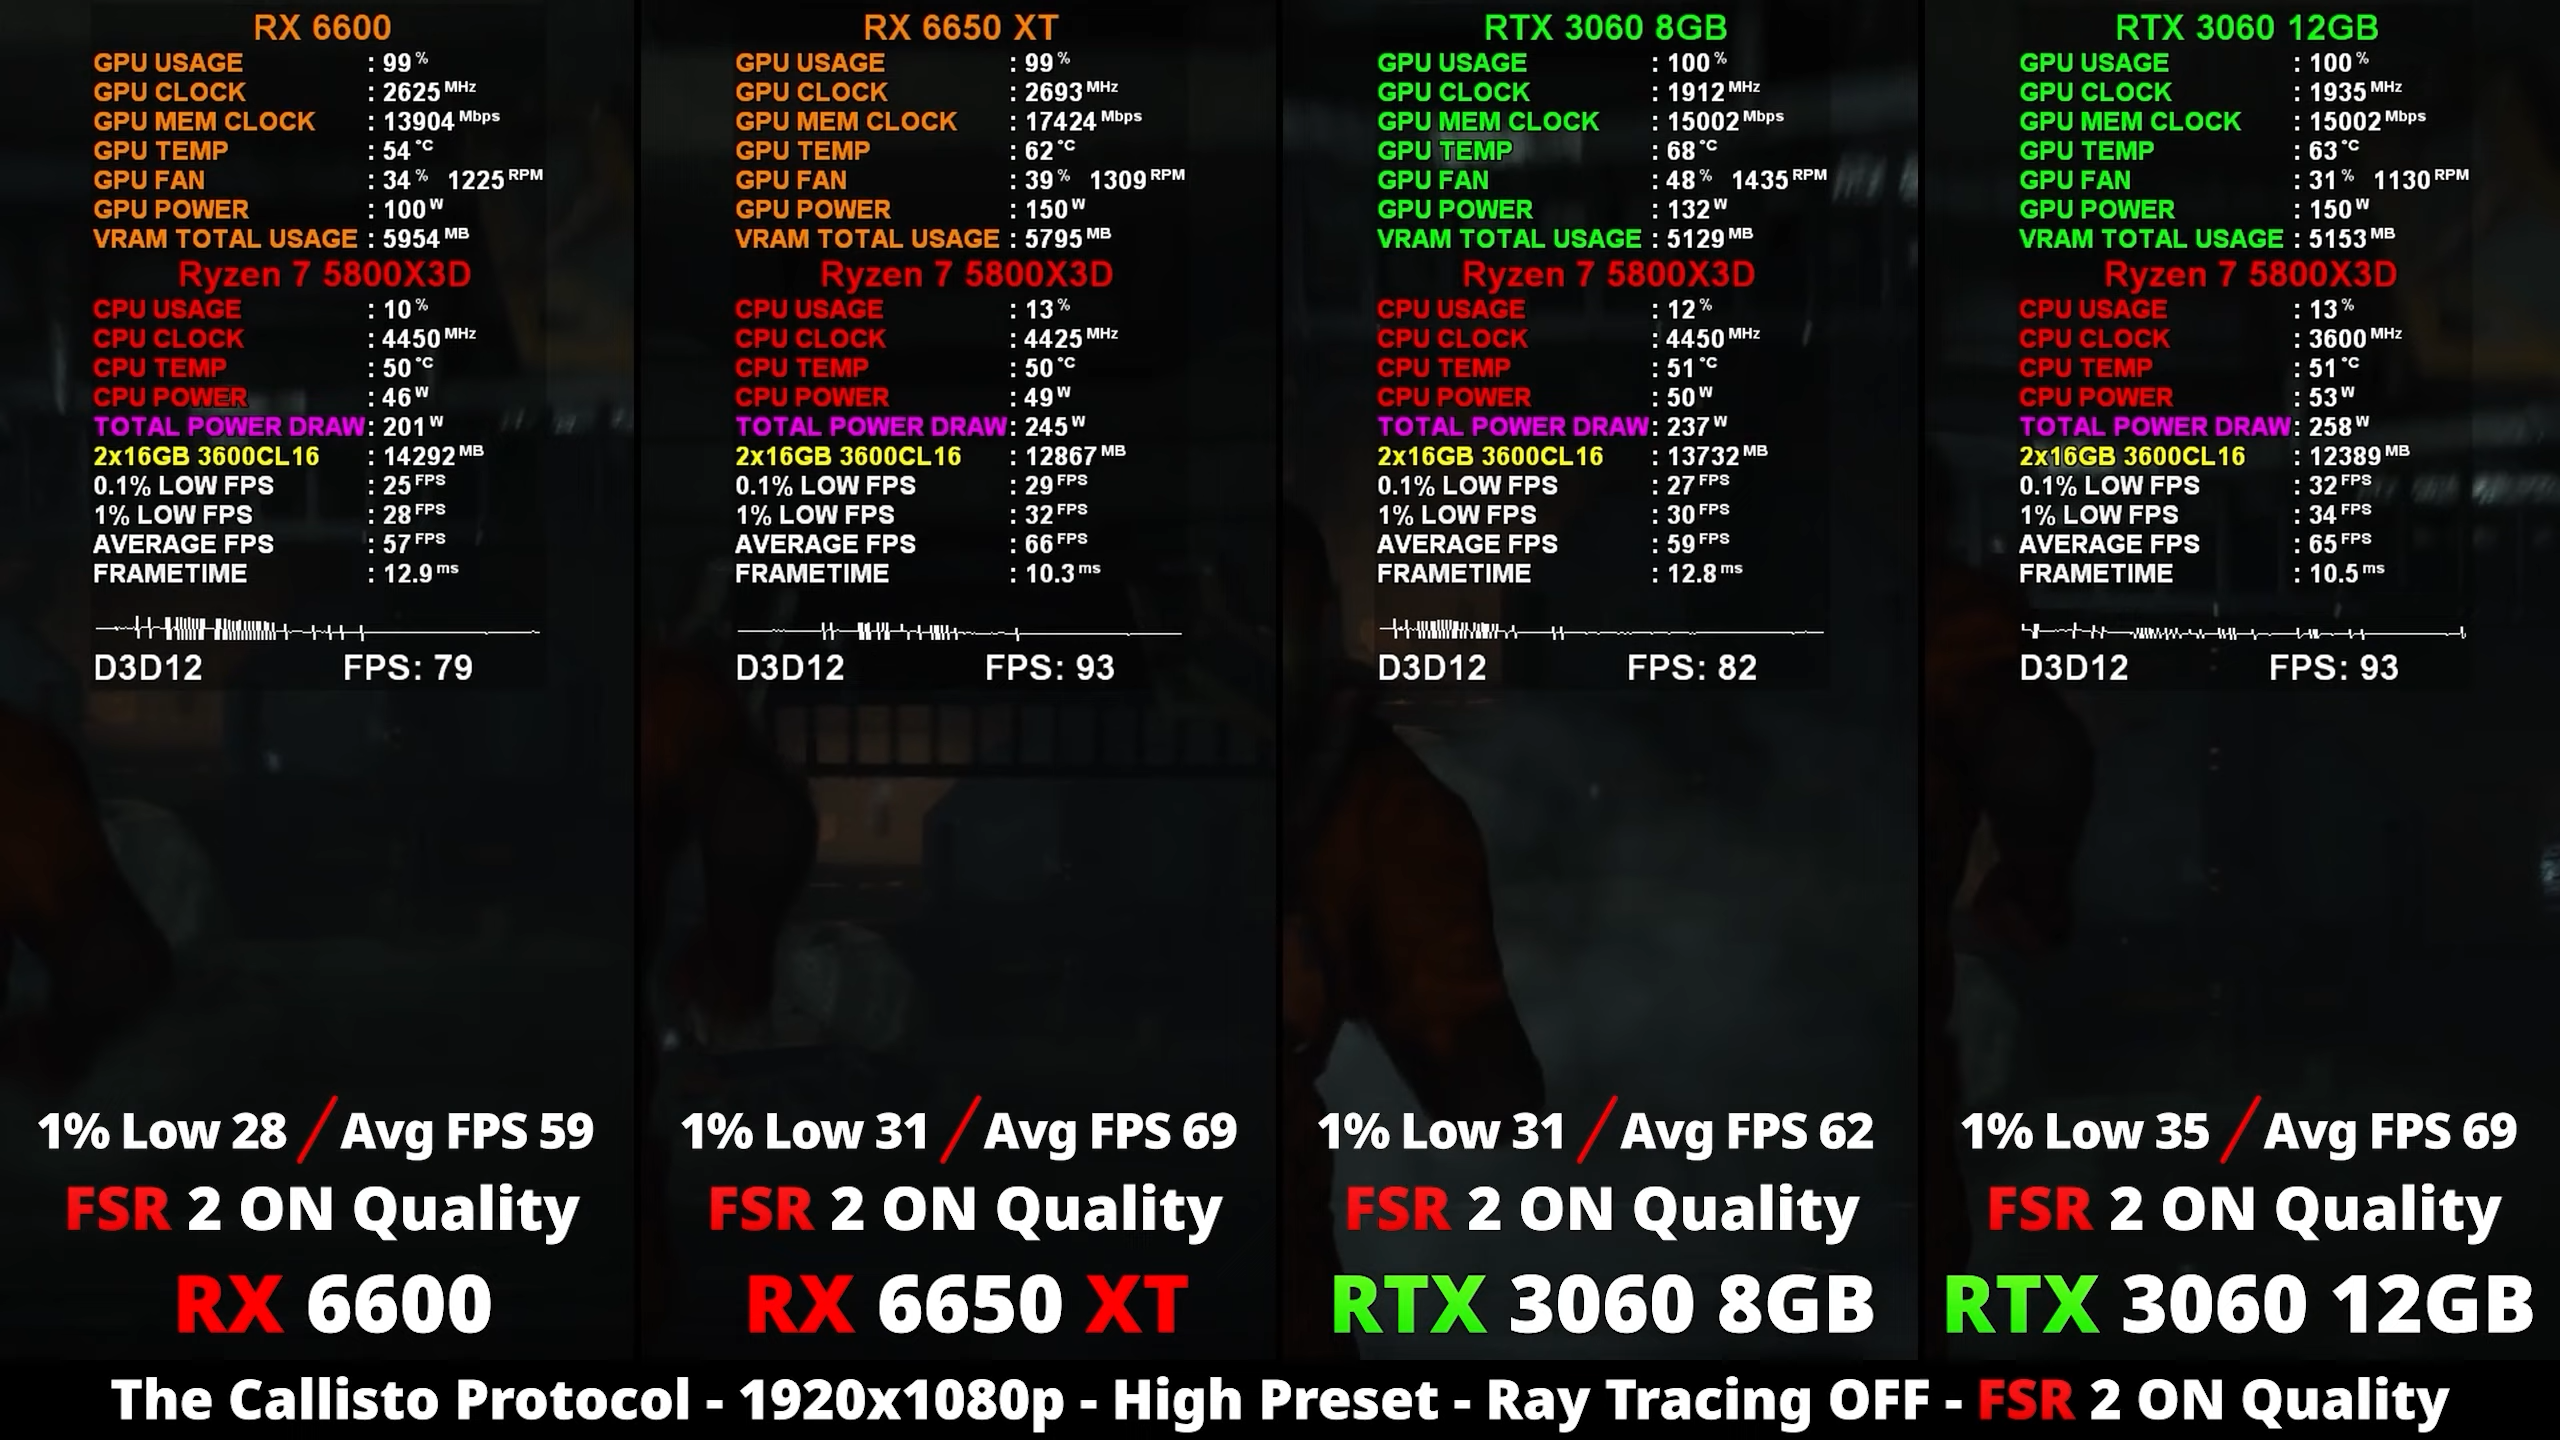 RX 6600
GPU USAGE : 99 %
GPU CLOCK : 2625 MHz
GPU MEM CLOCK : 13904 Mbps
GPU TEMP : 54 °C
GPU FAN : 34 % 1225 RPM
GPU POWER : 100 W
VRAM TOTAL USAGE : 5954 MB
Ryzen 7 5800X3D
CPU USAGE : 10 %
CPU CLOCK : 4450 MHz
CPU TEMP : 50 °C
CPU POWER : 46 W
TOTAL POWER DRAW : 201 W
2x16GB 3600CL16 : 14292 MB
0.1% LOW FPS : 25 FPS
1% LOW FPS : 28 FPS
AVERAGE FPS : 57 FPS
FRAMETIME : 12.9 ms
D3D12 FPS: 79
1% Low 28 / Avg FPS 59
FSR 2 ON Quality
RX 6600
RX 6650 XT
GPU USAGE : 99 %
GPU CLOCK : 2693 MHz
GPU MEM CLOCK : 17424 Mbps
GPU TEMP : 62 °C
GPU FAN : 39 % 1309 RPM
GPU POWER : 150 W
VRAM TOTAL USAGE : 5795 MB
Ryzen 7 5800X3D
CPU USAGE : 13 %
CPU CLOCK : 4425 MHz
CPU TEMP : 50 °C
CPU POWER : 49 W
TOTAL POWER DRAW : 245 W
2x16GB 3600CL16 : 12867 MB
0.1% LOW FPS : 29 FPS
1% LOW FPS : 32 FPS
AVERAGE FPS : 66 FPS
FRAMETIME : 10.3 ms
D3D12 FPS: 93
1% Low 31 / Avg FPS 69
FSR 2 ON Quality
RX 6650 XT
RTX 3060 8GB
GPU USAGE : 100 %
GPU CLOCK : 1912 MHz
GPU MEM CLOCK : 15002 Mbps
GPU TEMP : 68 °C
GPU FAN : 48 % 1435 RPM
GPU POWER : 132 W
VRAM TOTAL USAGE : 5129 MB
Ryzen 7 5800X3D
CPU USAGE : 12 %
CPU CLOCK : 4450 MHz
CPU TEMP : 51 °C
CPU POWER : 50 W
TOTAL POWER DRAW : 237 W
2x16GB 3600CL16 : 13732 MB
0.1% LOW FPS : 27 FPS
1% LOW FPS : 30 FPS
AVERAGE FPS : 59 FPS
FRAMETIME : 12.8 ms
D3D12 FPS: 82
1% Low 31 / Avg FPS 62
FSR 2 ON Quality
RTX 3060 8GB
RTX 3060 12GB
GPU USAGE : 100 %
GPU CLOCK : 1935 MHz
GPU MEM CLOCK : 15002 Mbps
GPU TEMP : 63 °C
GPU FAN : 31 % 1130 RPM
GPU POWER : 150 W
VRAM TOTAL USAGE : 5153 MB
Ryzen 7 5800X3D
CPU USAGE : 13 %
CPU CLOCK : 3600 MHz
CPU TEMP : 51 °C
CPU POWER : 53 W
TOTAL POWER DRAW : 258 W
2x16GB 3600CL16 : 12389 MB
0.1% LOW FPS : 32 FPS
1% LOW FPS : 34 FPS
AVERAGE FPS : 65 FPS
FRAMETIME : 10.5 ms
D3D12 FPS: 93
1% Low 35 / Avg FPS 69
FSR 2 ON Quality
RTX 3060 12GB
The Callisto Protocol - 1920x1080p - High Preset - Ray Tracing OFF - FSR 2 ON Quality